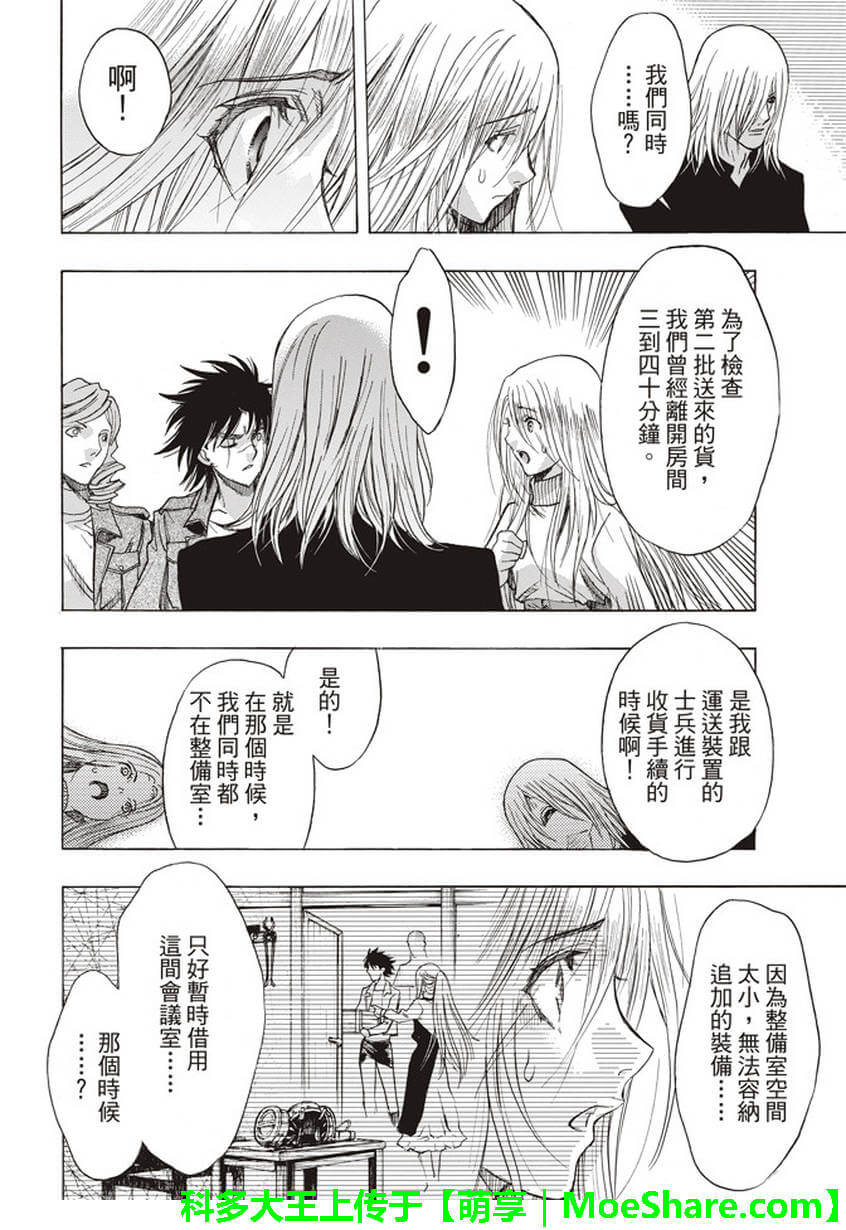 我們同時
……嗎？
啊！
為了檢查
第二批送來的貨，
我們曾經離開房間
三到四十分鐘。
！
是我跟
運送裝置的
士兵進行
收貨手續的
時候啊！
是的！
就是
在那個時候，
我們同時都
不在整備室…
因為整備室空間
太小，無法容納
追加的裝備……
只好暫時借用
這間會議室……
那個時候
……？
科多大王上传于【萌享｜MoeShare.com】